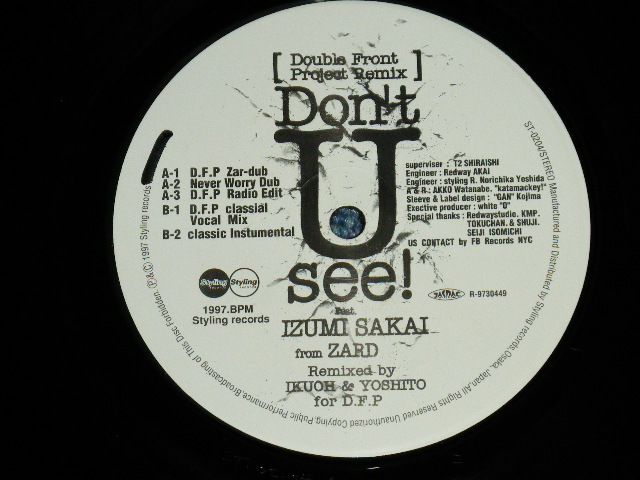 [ Double Front
Project Remix ]
Don't
U
see!
feat.
IZUMI SAKAI
from ZARD
Remixed by
IKUOH & YOSHITO
for D.F.P
A-1 D.F.P Zar-dub
A-2 Never Worry Dub
A-3 D.F.P Radio Edit
B-1 D.F.P classial
Vocal Mix
B-2 classic Instumental
Styling
Styling
1997.BPM
Styling records
superviser : T2 SHIRAISHI
Engineer : Redway AKAI
Engineer : styling R. Norichika Yoshida
A & R : AKKO Watanabe, "katamackey!"
Sleeve & Label design : "GAN" Kojima
Exective producer : white "G"
Special thanks : Redwaystudio. KMP.
TOKUCHAN. & SHUJI.
SEIJI ISOMICHI
US CONTACT by FB Records NYC
JASRAC
R-9730449
ST-0204/STEREO Manufactured and Distributed by Styling records, Osaka, Japan. All Rights Reserved Unauthorized Copying, Public Performance, Broadcasting of This Disc Forbidden. ℗&© 1997 Styling records